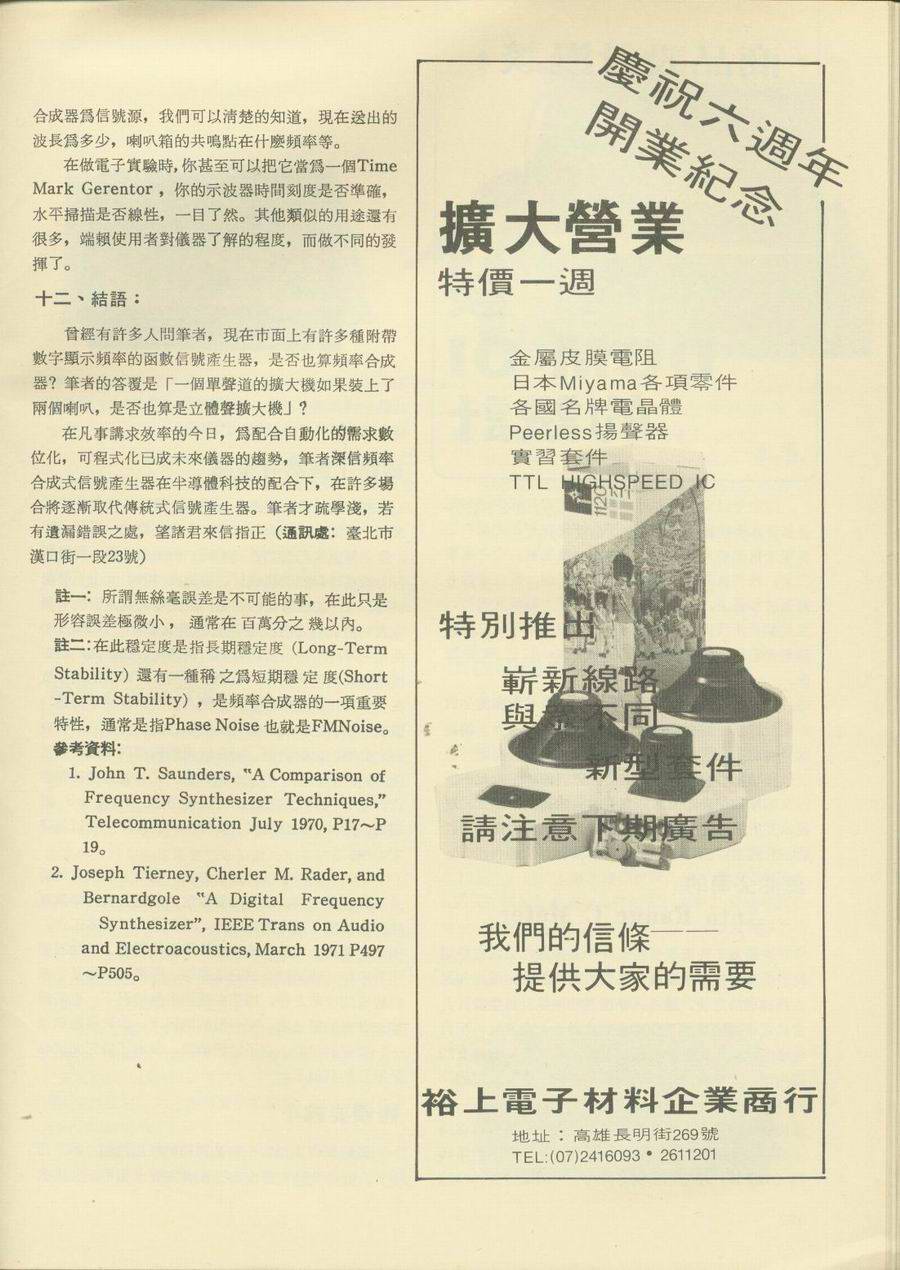 合成器爲信號源，我們可以淸楚的知道，現在送出的
波長爲多少，喇叭箱的共鳴點在什麼頻率等。
在做電子實驗時，你甚至可以把它當爲一個Time
Mark Gerentor，你的示波器時間刻度是否準確，
水平掃描是否線性，一目了然。其他類似的用途還有
很多，端賴使用者對儀器了解的程度，而做不同的發
揮了。
十二、結語：
曾經有許多人問筆者，現在市面上有許多種附帶
數字顯示頻率的函數信號產生器，是否也算頻率合成
器？筆者的答覆是「一個單聲道的擴大機如果裝上了
兩個喇叭，是否也算是立體聲擴大機」？
在凡事講求效率的今日，爲配合自動化的需求數
位化，可程式化已成未來儀器的趨勢，筆者深信頻率
合成式信號產生器在半導體科技的配合下，在許多場
合將逐漸取代傳統式信號產生器。筆者才疏學淺，若
有遺漏錯誤之處，望諸君來信指正（通訊處：臺北市
漢口街一段23號）
註一：所謂無絲毫誤差是不可能的事，在此只是
形容誤差極微小，通常在百萬分之幾以內。
註二：在此穩定度是指長期穩定度 (Long-Term
Stability) 還有一種稱之爲短期穩定度(Short
-Term Stability)，是頻率合成器的一項重要
特性，通常是指Phase Noise 也就是FMNoise。
參考資料：
1. John T. Saunders, "A Comparison of
Frequency Synthesizer Techniques,"
Telecommunication July 1970, P17～P
19。
2. Joseph Tierney, Cherler M. Rader, and
Bernardgole "A Digital Frequency
Synthesizer", IEEE Trans on Audio
and Electroacoustics, March 1971 P497
～P505。
慶祝六週年
開業紀念
擴大營業
特價一週
金屬皮膜電阻
日本Miyama各項零件
各國名牌電晶體
Peerless揚聲器
實習套件
TTL HIGHSPEED IC
1120
特別推出
嶄新線路
與衆不同
新型套件
請注意下期廣告
我們的信條——
提供大家的需要
裕上電子材料企業商行
地址：高雄長明街269號
TEL:(07)2416093•2611201